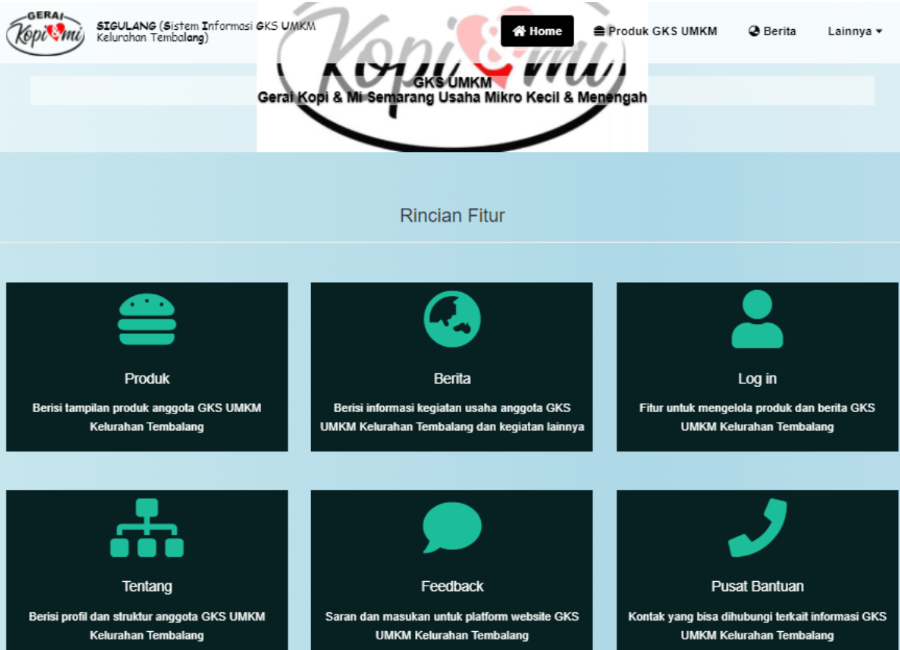 GERAI
Kopi & mi
SIGULANG (Sistem Informasi GKS UMKM
Kelurahan Tembalang)
Home
Produk GKS UMKM
Berita
Lainnya
Kopi & mi
GKS UMKM
Gerai Kopi & Mi Semarang Usaha Mikro Kecil & Menengah
Rincian Fitur
Produk
Berisi tampilan produk anggota GKS UMKM
Kelurahan Tembalang
Berita
Berisi informasi kegiatan usaha anggota GKS
UMKM Kelurahan Tembalang dan kegiatan lainnya
Log in
Fitur untuk mengelola produk dan berita GKS
UMKM Kelurahan Tembalang
Tentang
Berisi profil dan struktur anggota GKS UMKM
Kelurahan Tembalang
Feedback
Saran dan masukan untuk platform website GKS
UMKM Kelurahan Tembalang
Pusat Bantuan
Kontak yang bisa dihubungi terkait informasi GKS
UMKM Kelurahan Tembalang